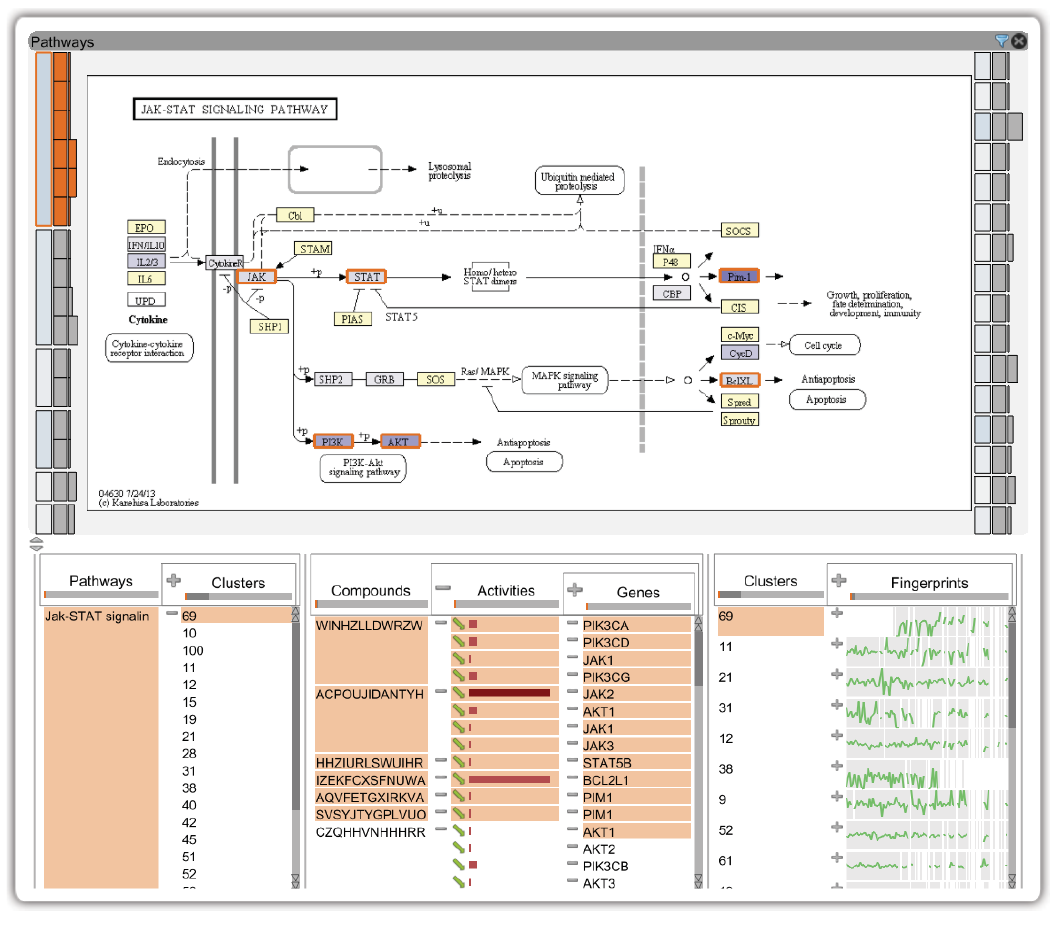 Pathways
JAK-STAT SIGNALING PATHWAY
Endocytosis
Lysosomal
proteolysis
Ubiquitin mediated
proteolysis
Cbl
+u
+u
SOCS
EPO
IFN/IL10
IL2/3
IL6
UPD
Cytokine
Cytokine-cytokine
receptor interaction
CytokineR
JAK
STAM
+p
STAT
-p
-p
SHP1
PIAS
STAT5
Homo/hetero
STAT dimers
IFNα
P48
CBP
Pim-1
CIS
Growth, proliferation,
fate determination,
development, immunity
c-Myc
CycD
Cell cycle
+p
SHP2
GRB
SOS
Ras/ MAPK
MAPK signaling
pathway
BclXL
Antiapoptosis
Spred
Apoptosis
Sprouty
+p
PI3K
+p
AKT
Antiapoptosis
PI3K-Akt
signaling pathway
Apoptosis
04630 7/24/13
(c) Kanehisa Laboratories
Pathways
Clusters
Jak-STAT signalin
69
10
100
11
12
15
19
21
28
31
38
40
42
45
51
52
Compounds
Activities
Genes
WINHZLLDWRZW
PIK3CA
PIK3CD
JAK1
PIK3CG
ACPOUJIDANTYH
JAK2
AKT1
JAK1
JAK3
HHZIURLSWUIHR
STAT5B
IZEKFCXSFNUWA
BCL2L1
AQVFETGXIRKVA
PIM1
SVSYJTYGPLVUO
PIM1
CZQHHVNHHHRR
AKT1
AKT2
PIK3CB
AKT3
Clusters
Fingerprints
69
11
21
31
12
38
9
52
61